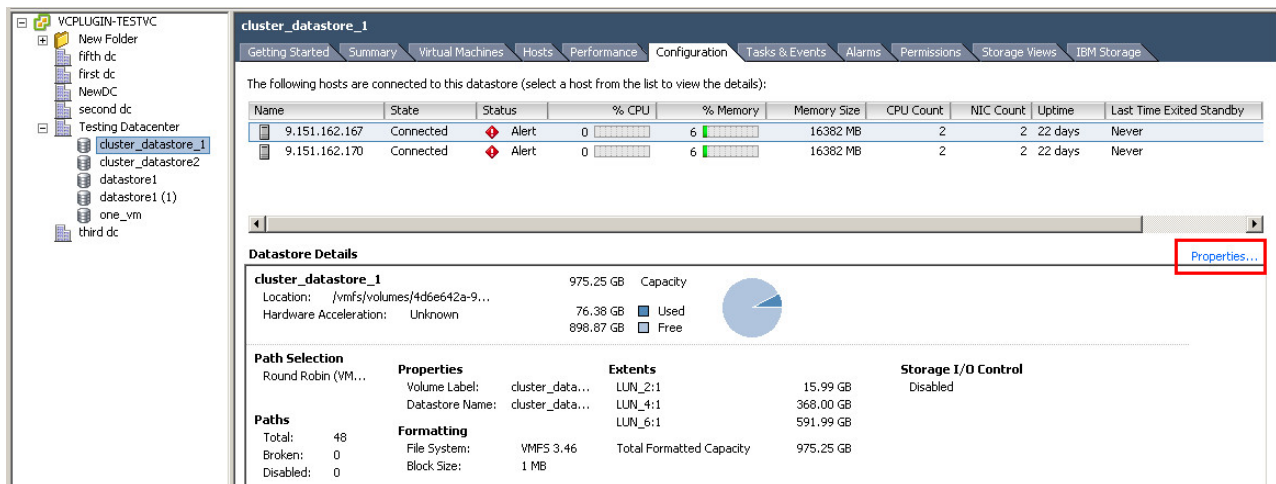 VCPLUGIN-TESTVC
New Folder
fifth dc
first dc
NewDC
second dc
Testing Datacenter
cluster_datastore_1
cluster_datastore2
datastore1
datastore1 (1)
one_vm
third dc
cluster_datastore_1
Getting Started Summary Virtual Machines Hosts Performance Configuration Tasks & Events Alarms Permissions Storage Views IBM Storage
The following hosts are connected to this datastore (select a host from the list to view the details):
Name State Status % CPU % Memory Memory Size CPU Count NIC Count Uptime Last Time Exited Standby
9.151.162.167 Connected Alert 0 6 16382 MB 2 2 22 days Never
9.151.162.170 Connected Alert 0 6 16382 MB 2 2 22 days Never
Datastore Details Properties...
cluster_datastore_1 975.25 GB Capacity
Location: /vmfs/volumes/4d6e642a-9...
Hardware Acceleration: Unknown 76.38 GB Used
898.87 GB Free
Path Selection
Round Robin (VM...
Paths
Total: 48
Broken: 0
Disabled: 0
Properties
Volume Label: cluster_data...
Datastore Name: cluster_data...
Formatting
File System: VMFS 3.46
Block Size: 1 MB
Extents
LUN_2:1 15.99 GB
LUN_4:1 368.00 GB
LUN_6:1 591.99 GB
Total Formatted Capacity 975.25 GB
Storage I/O Control
Disabled